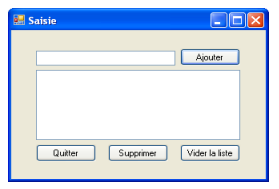 Saisie
Ajouter
Quitter Supprimer Vider la liste